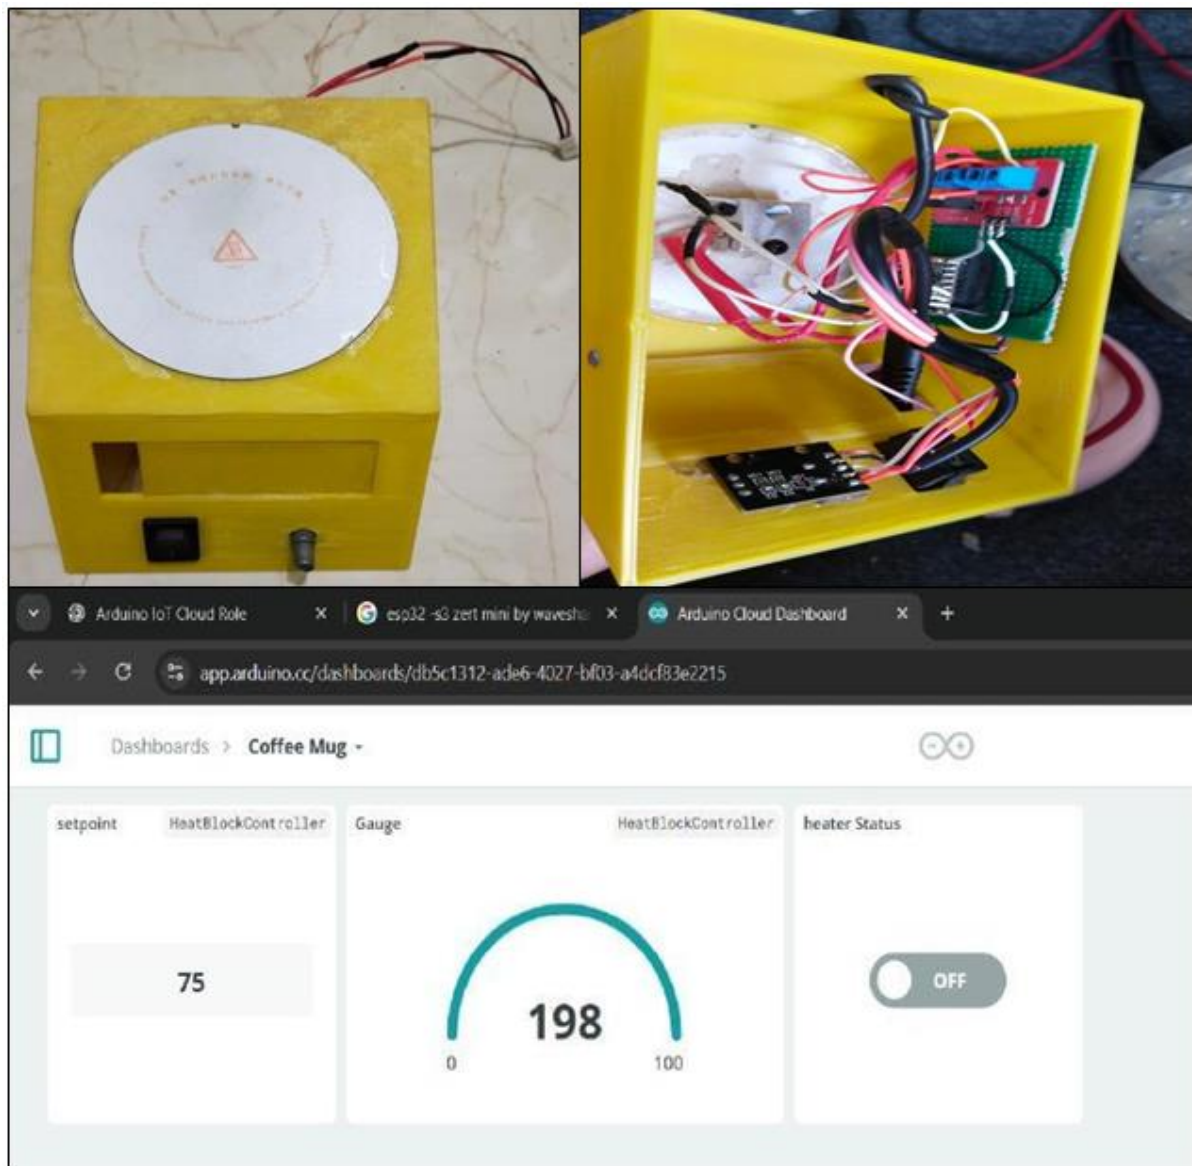 Arduino IoT Cloud Role
esp32 -s3 zert mini by wavesha
Arduino Cloud Dashboard
app.arduino.cc/dashboards/db5c1312-ade6-4027-bf03-a4dcf83e2215
Dashboards > Coffee Mug
setpoint HeatBlockController
75
Gauge HeatBlockController
198
0 100
heater Status
OFF